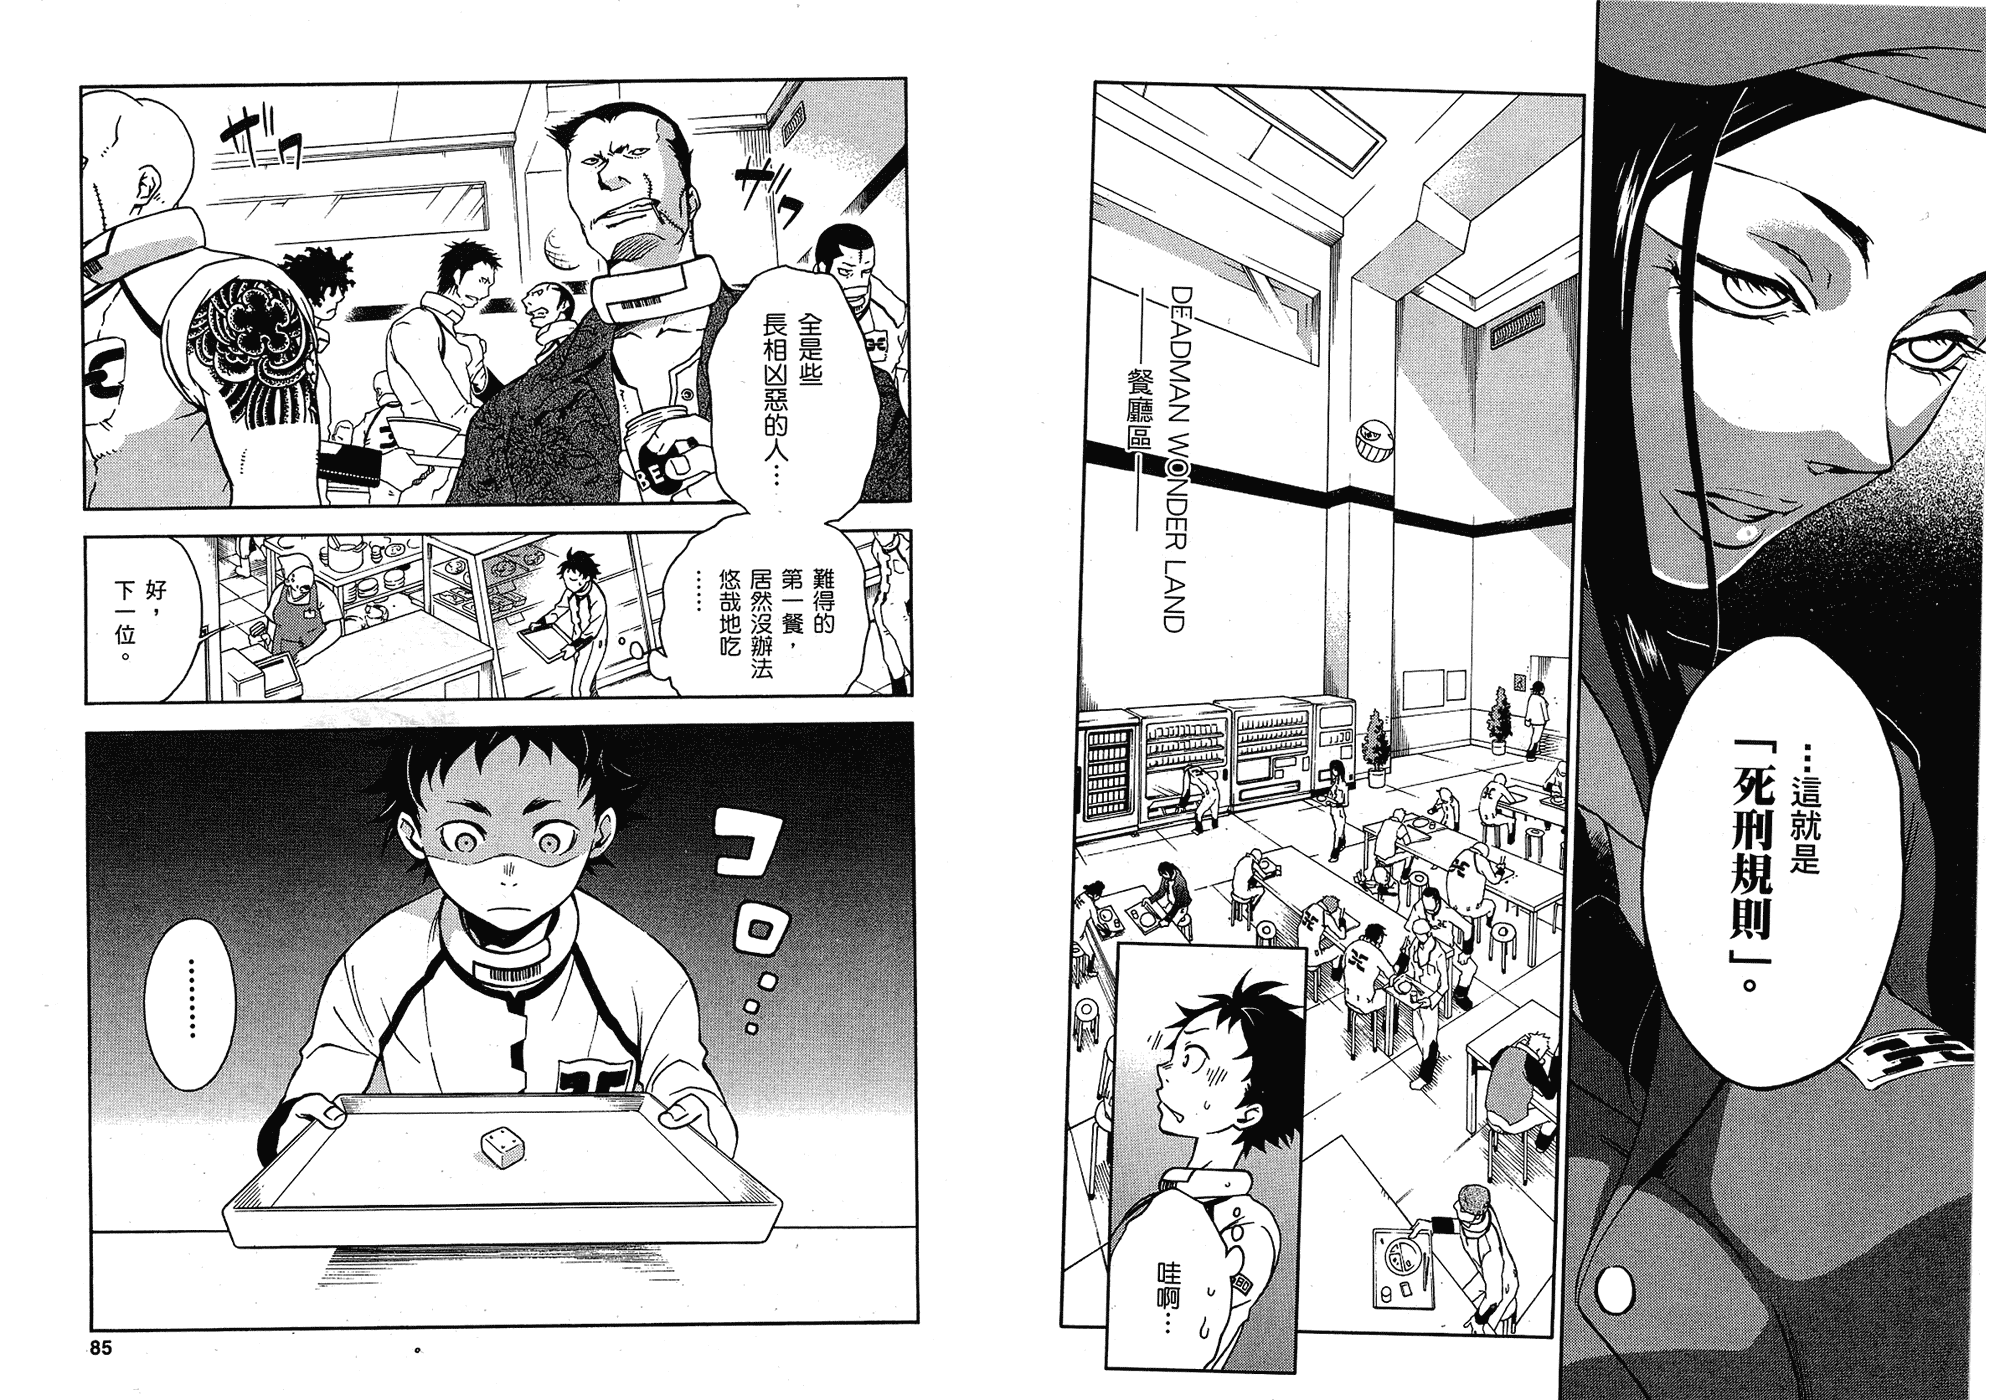 …這就是
「死刑規則」。
DEADMAN WONDER LAND
——餐廳區——
哇啊…
全是些
長相凶惡的人…
ザワ
ザワ
BE
難得的
第一餐，
居然沒辦法
悠哉地吃
……
好，
下一位。
コロ…
………
85